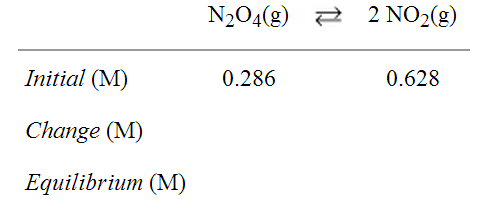 N₂O₄(g) ⇄ 2 NO₂(g)
Initial (M) 0.286 0.628
Change (M)
Equilibrium (M)